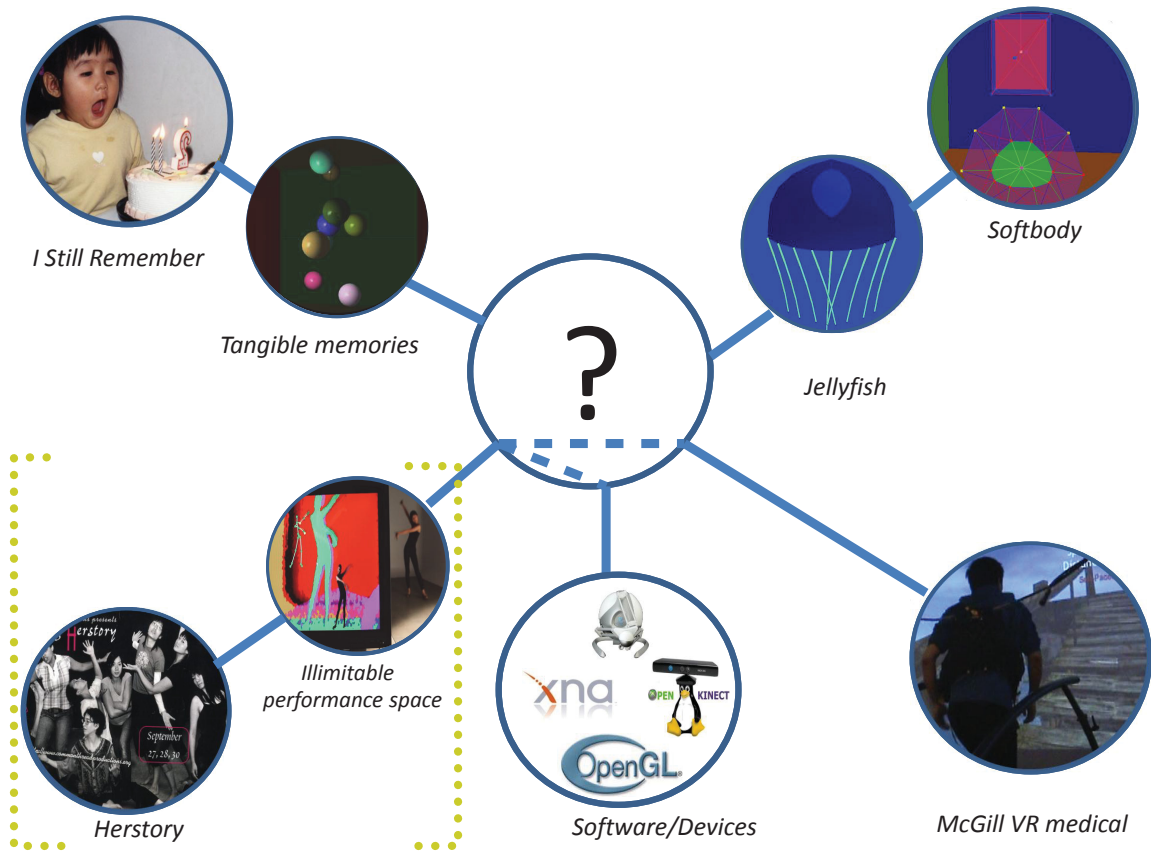 I Still Remember
Tangible memories
?
Softbody
Jellyfish
Illimitable
performance space
presents
Herstory
September
27, 28, 30
Herstory
xna
OPEN KINECT
OpenGL
Software/Devices
McGill VR medical